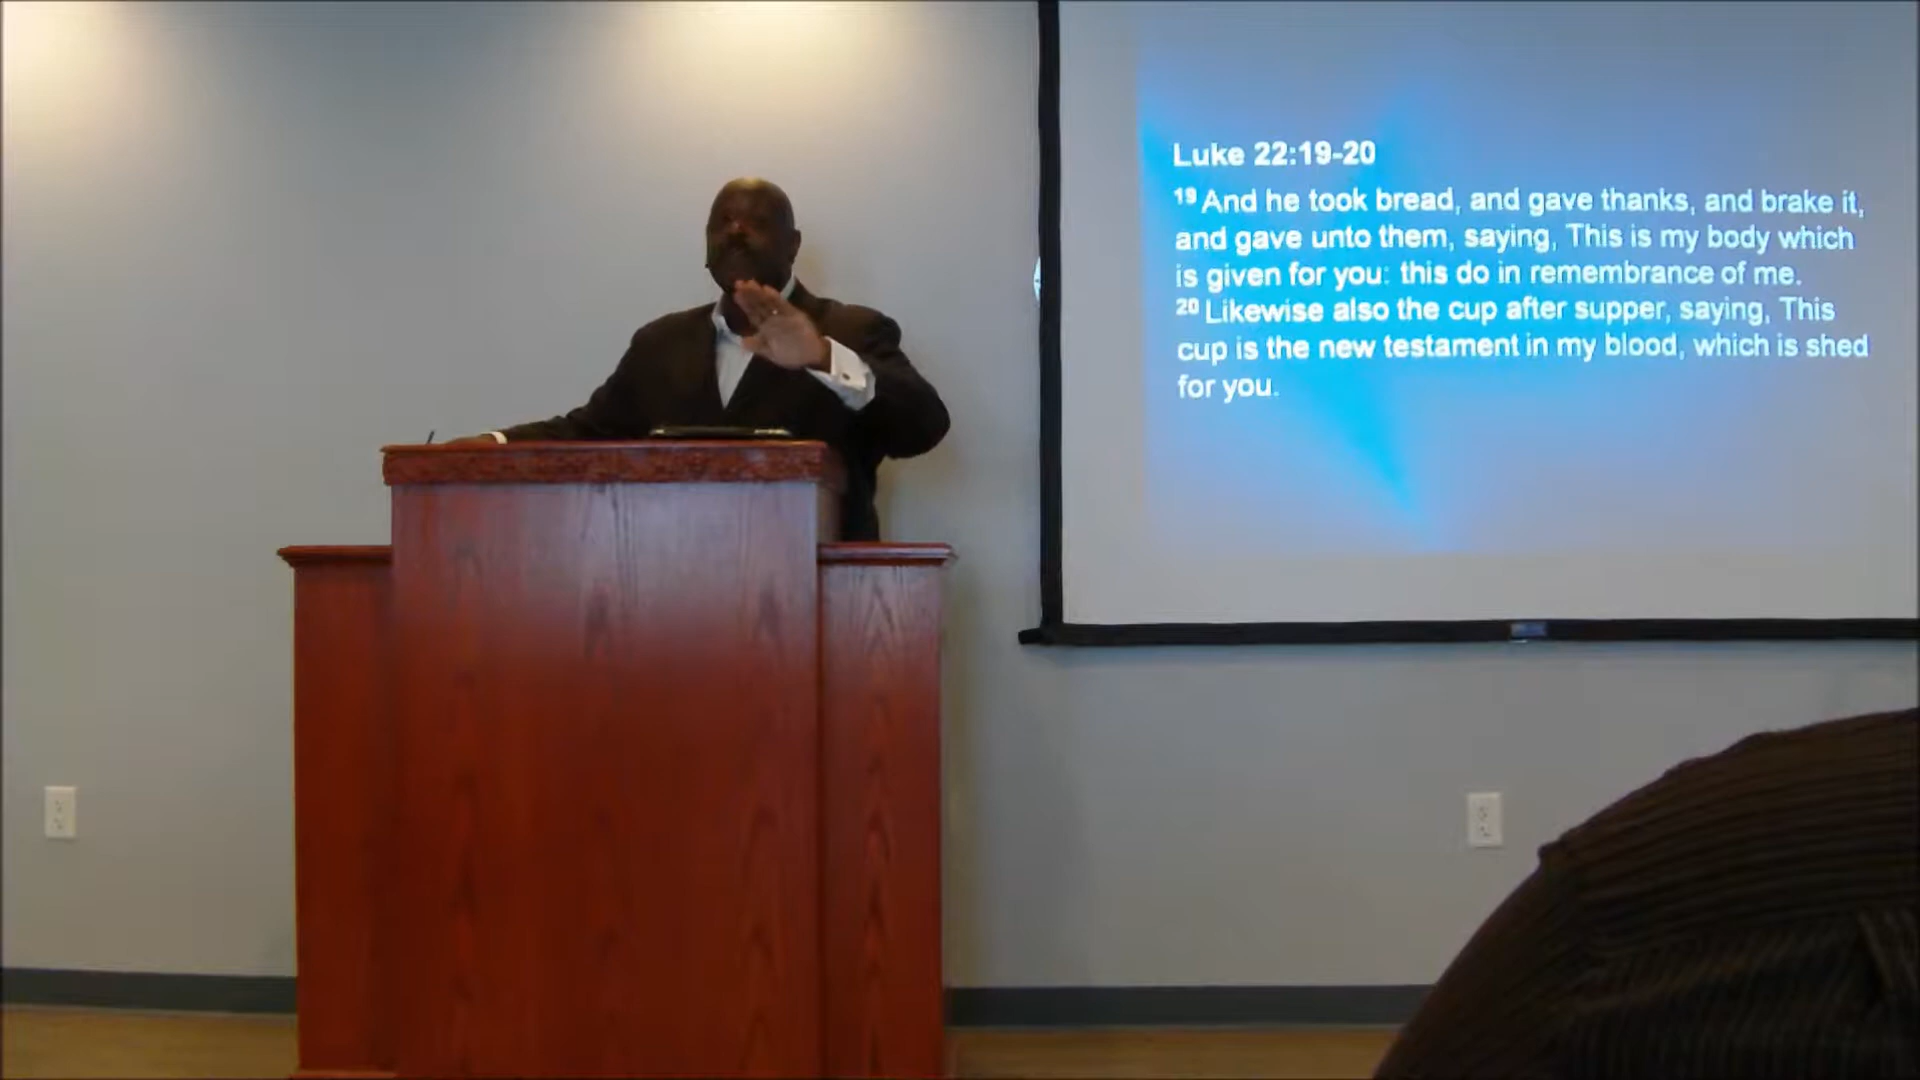 Luke 22:19-20
19 And he took bread, and gave thanks, and brake it,
and gave unto them, saying, This is my body which
is given for you: this do in remembrance of me.
20 Likewise also the cup after supper, saying, This
cup is the new testament in my blood, which is shed
for you.